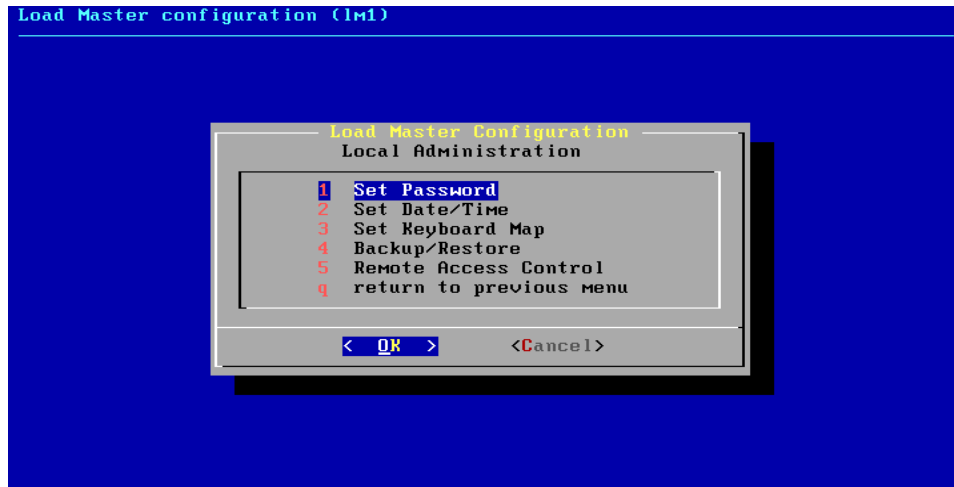 Load Master configuration (lm1)
Load Master Configuration
Local Administration
1 Set Password
2 Set Date/Time
3 Set Keyboard Map
4 Backup/Restore
5 Remote Access Control
q return to previous menu
< OK > <Cancel>